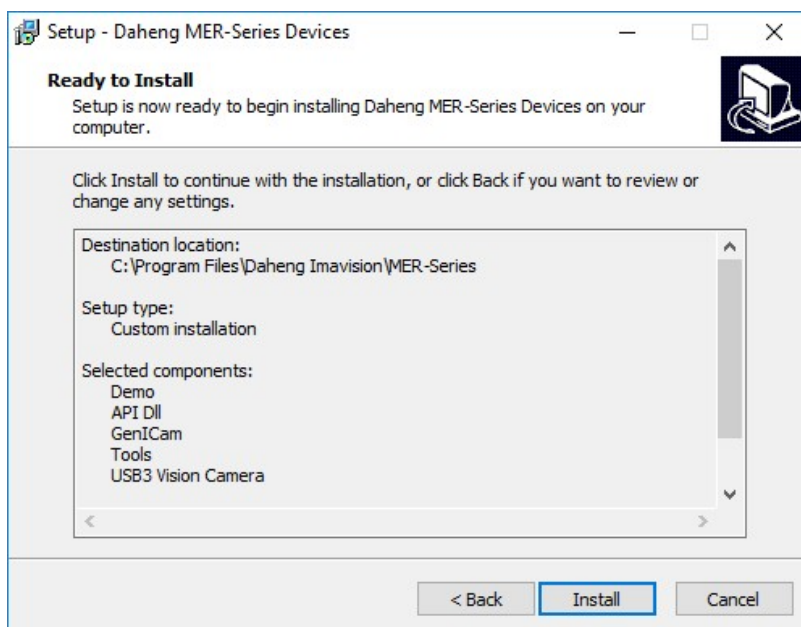 Setup - Daheng MER-Series Devices
Ready to Install
Setup is now ready to begin installing Daheng MER-Series Devices on your
computer.
Click Install to continue with the installation, or click Back if you want to review or
change any settings.
Destination location:
C:\Program Files\Daheng Imavision\MER-Series
Setup type:
Custom installation
Selected components:
Demo
API Dll
GenICam
Tools
USB3 Vision Camera
< Back
Install
Cancel